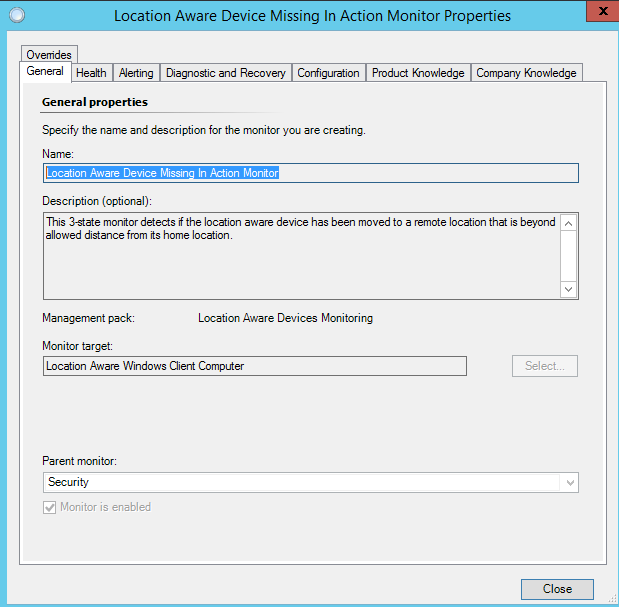 Location Aware Device Missing In Action Monitor Properties
x
Overrides
General Health Alerting Diagnostic and Recovery Configuration Product Knowledge Company Knowledge
General properties
Specify the name and description for the monitor you are creating.
Name:
Location Aware Device Missing In Action Monitor
Description (optional):
This 3-state monitor detects if the location aware device has been moved to a remote location that is beyond
allowed distance from its home location.
Management pack: Location Aware Devices Monitoring
Monitor target:
Location Aware Windows Client Computer
Select...
Parent monitor:
Security
Monitor is enabled
Close